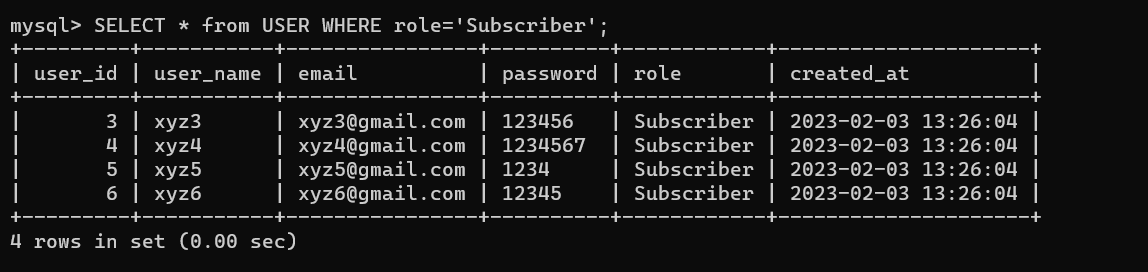 mysql> SELECT * from USER WHERE role='Subscriber';
+---------+-----------+----------------+----------+------------+---------------------+
| user_id | user_name | email          | password | role       | created_at          |
+---------+-----------+----------------+----------+------------+---------------------+
|       3 | xyz3      | xyz3@gmail.com | 123456   | Subscriber | 2023-02-03 13:26:04 |
|       4 | xyz4      | xyz4@gmail.com | 1234567  | Subscriber | 2023-02-03 13:26:04 |
|       5 | xyz5      | xyz5@gmail.com | 1234     | Subscriber | 2023-02-03 13:26:04 |
|       6 | xyz6      | xyz6@gmail.com | 12345    | Subscriber | 2023-02-03 13:26:04 |
+---------+-----------+----------------+----------+------------+---------------------+
4 rows in set (0.00 sec)